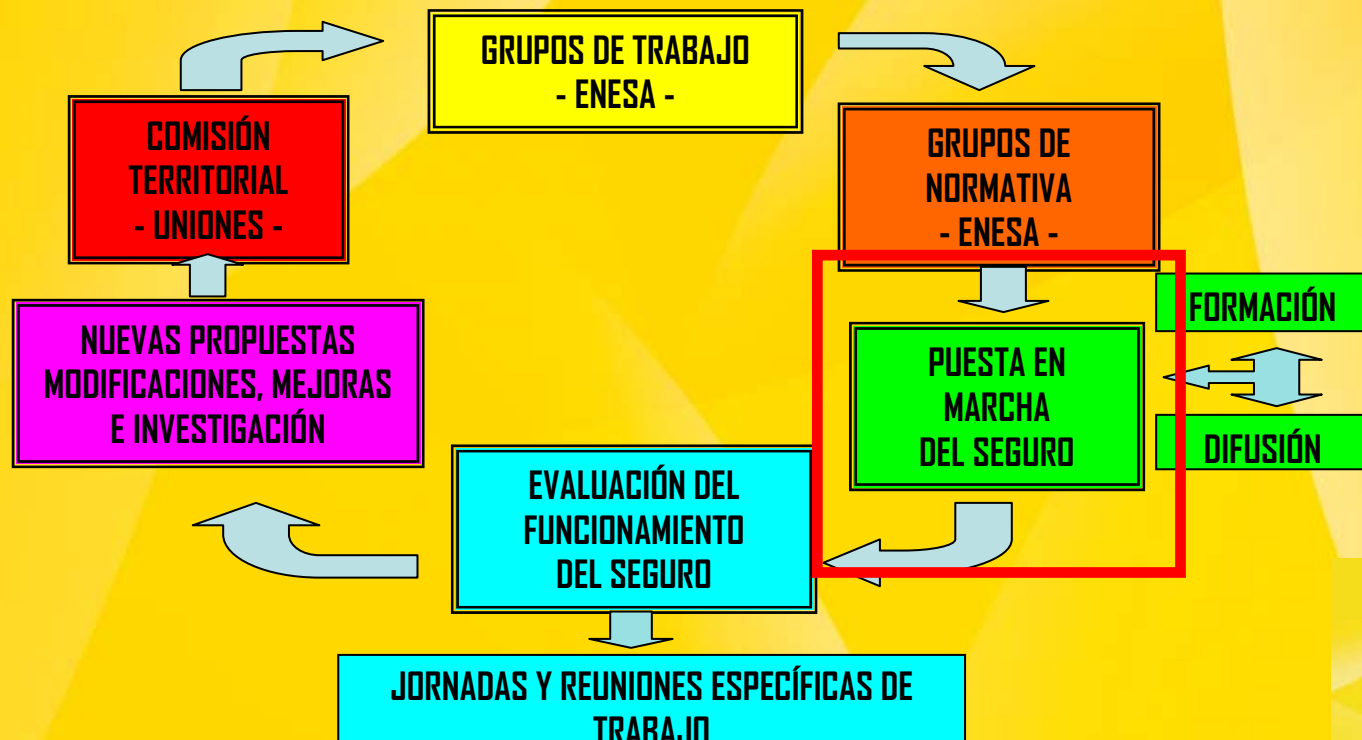 GRUPOS DE TRABAJO
- ENESA -
COMISIÓN
TERRITORIAL
- UNIONES -
GRUPOS DE
NORMATIVA
- ENESA -
NUEVAS PROPUESTAS
MODIFICACIONES, MEJORAS
E INVESTIGACIÓN
PUESTA EN
MARCHA
DEL SEGURO
FORMACIÓN
DIFUSIÓN
EVALUACIÓN DEL
FUNCIONAMIENTO
DEL SEGURO
JORNADAS Y REUNIONES ESPECÍFICAS DE
TRABAJO